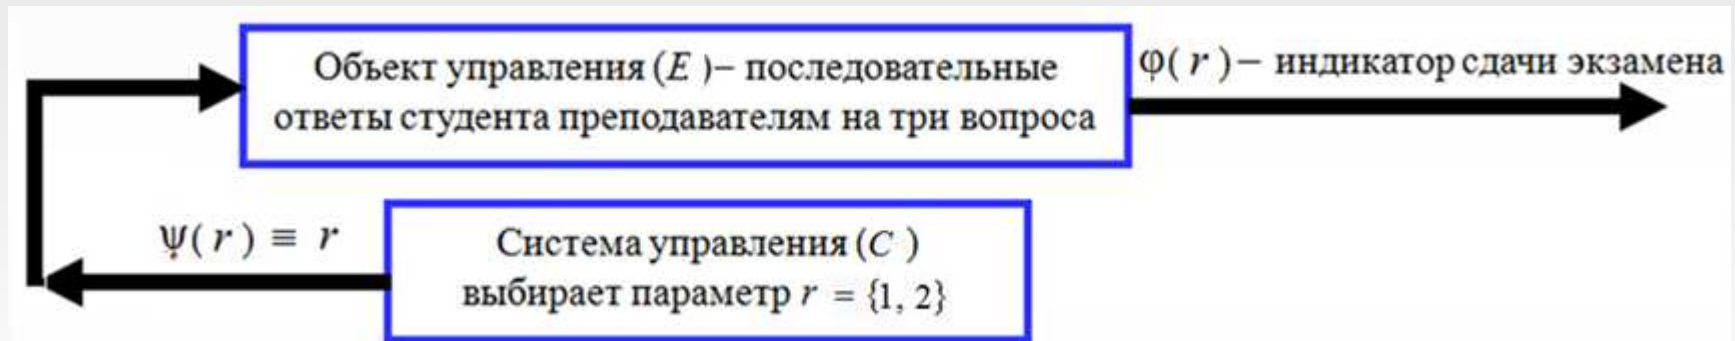 Объект управления (E )– последовательные
ответы студента преподавателям на три вопроса
φ( r )– индикатор сдачи экзамена
ψ( r ) ≡ r
Система управления (C )
выбирает параметр r = {1, 2}